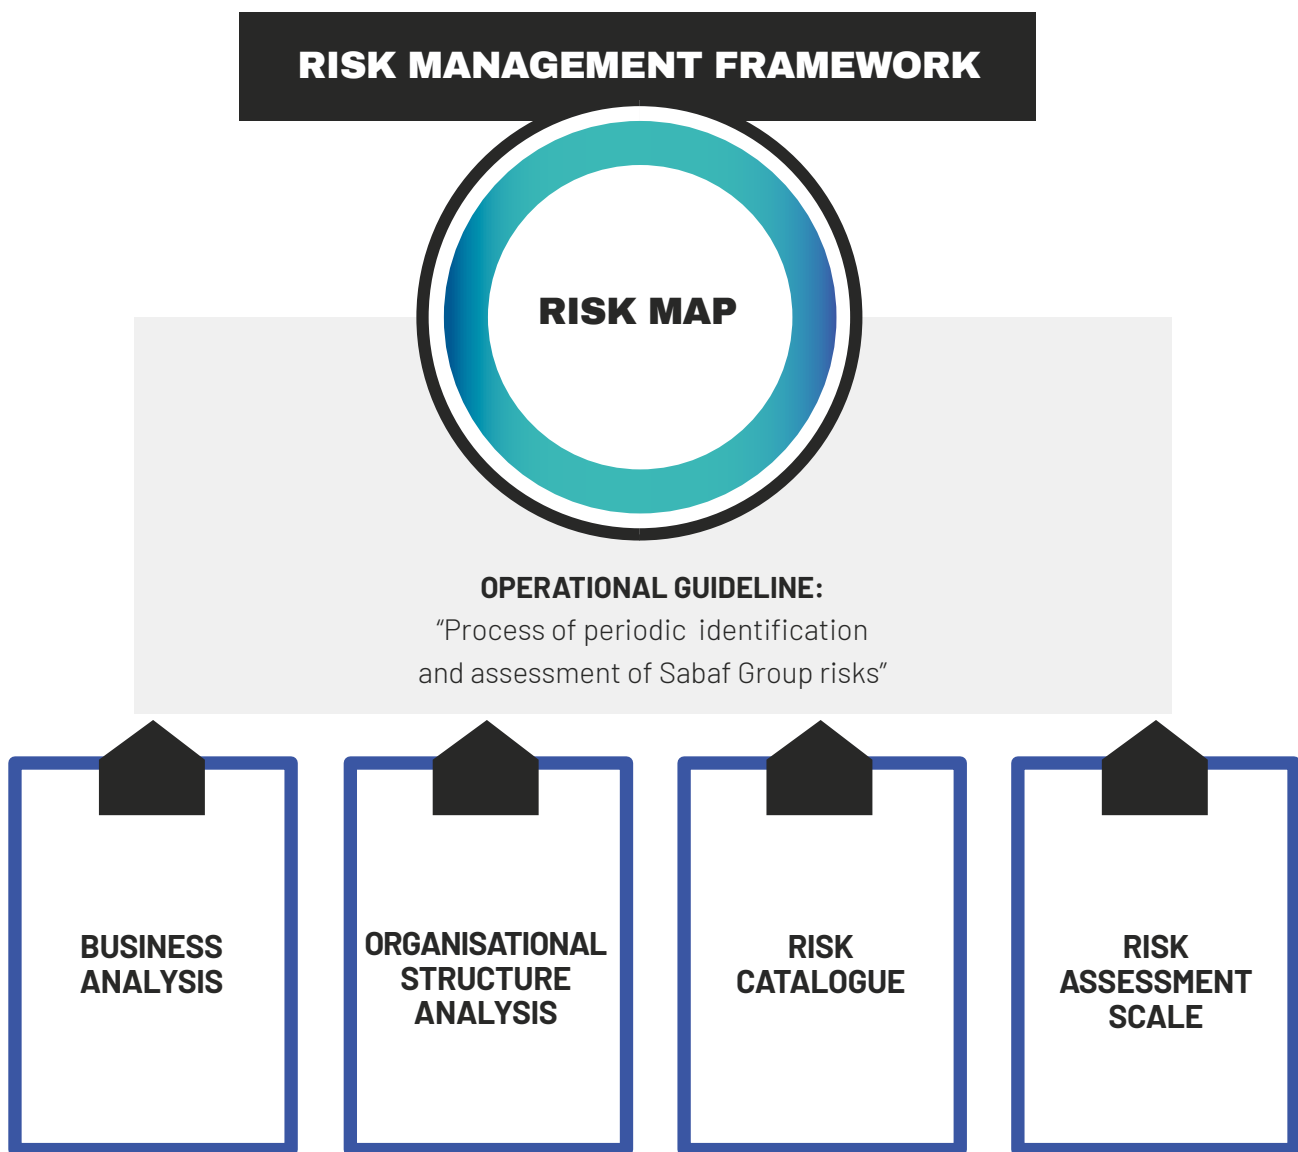 RISK MANAGEMENT FRAMEWORK
RISK MAP
OPERATIONAL GUIDELINE:
“Process of periodic identification
and assessment of Sabaf Group risks”
BUSINESS
ANALYSIS
ORGANISATIONAL
STRUCTURE
ANALYSIS
RISK
CATALOGUE
RISK
ASSESSMENT
SCALE